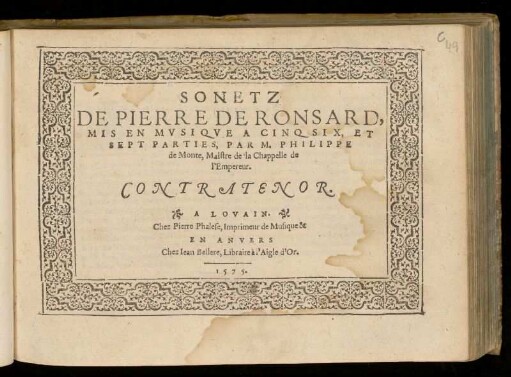 C 49
SONETZ
DE PIERRE DE RONSARD,
MIS EN MVSIQVE A CINQ SIX, ET
SEPT PARTIES, PAR M. PHILIPPE
de Monte, Maistre de la Chappelle de
l'Empereur.
CONTRATENOR.
A LOVAIN.
Chez Pierre Phalese, Imprimeur de Musique &
EN ANVERS
Chez Iean Bellere, Libraire à l'Aigle d'Or.
1575.